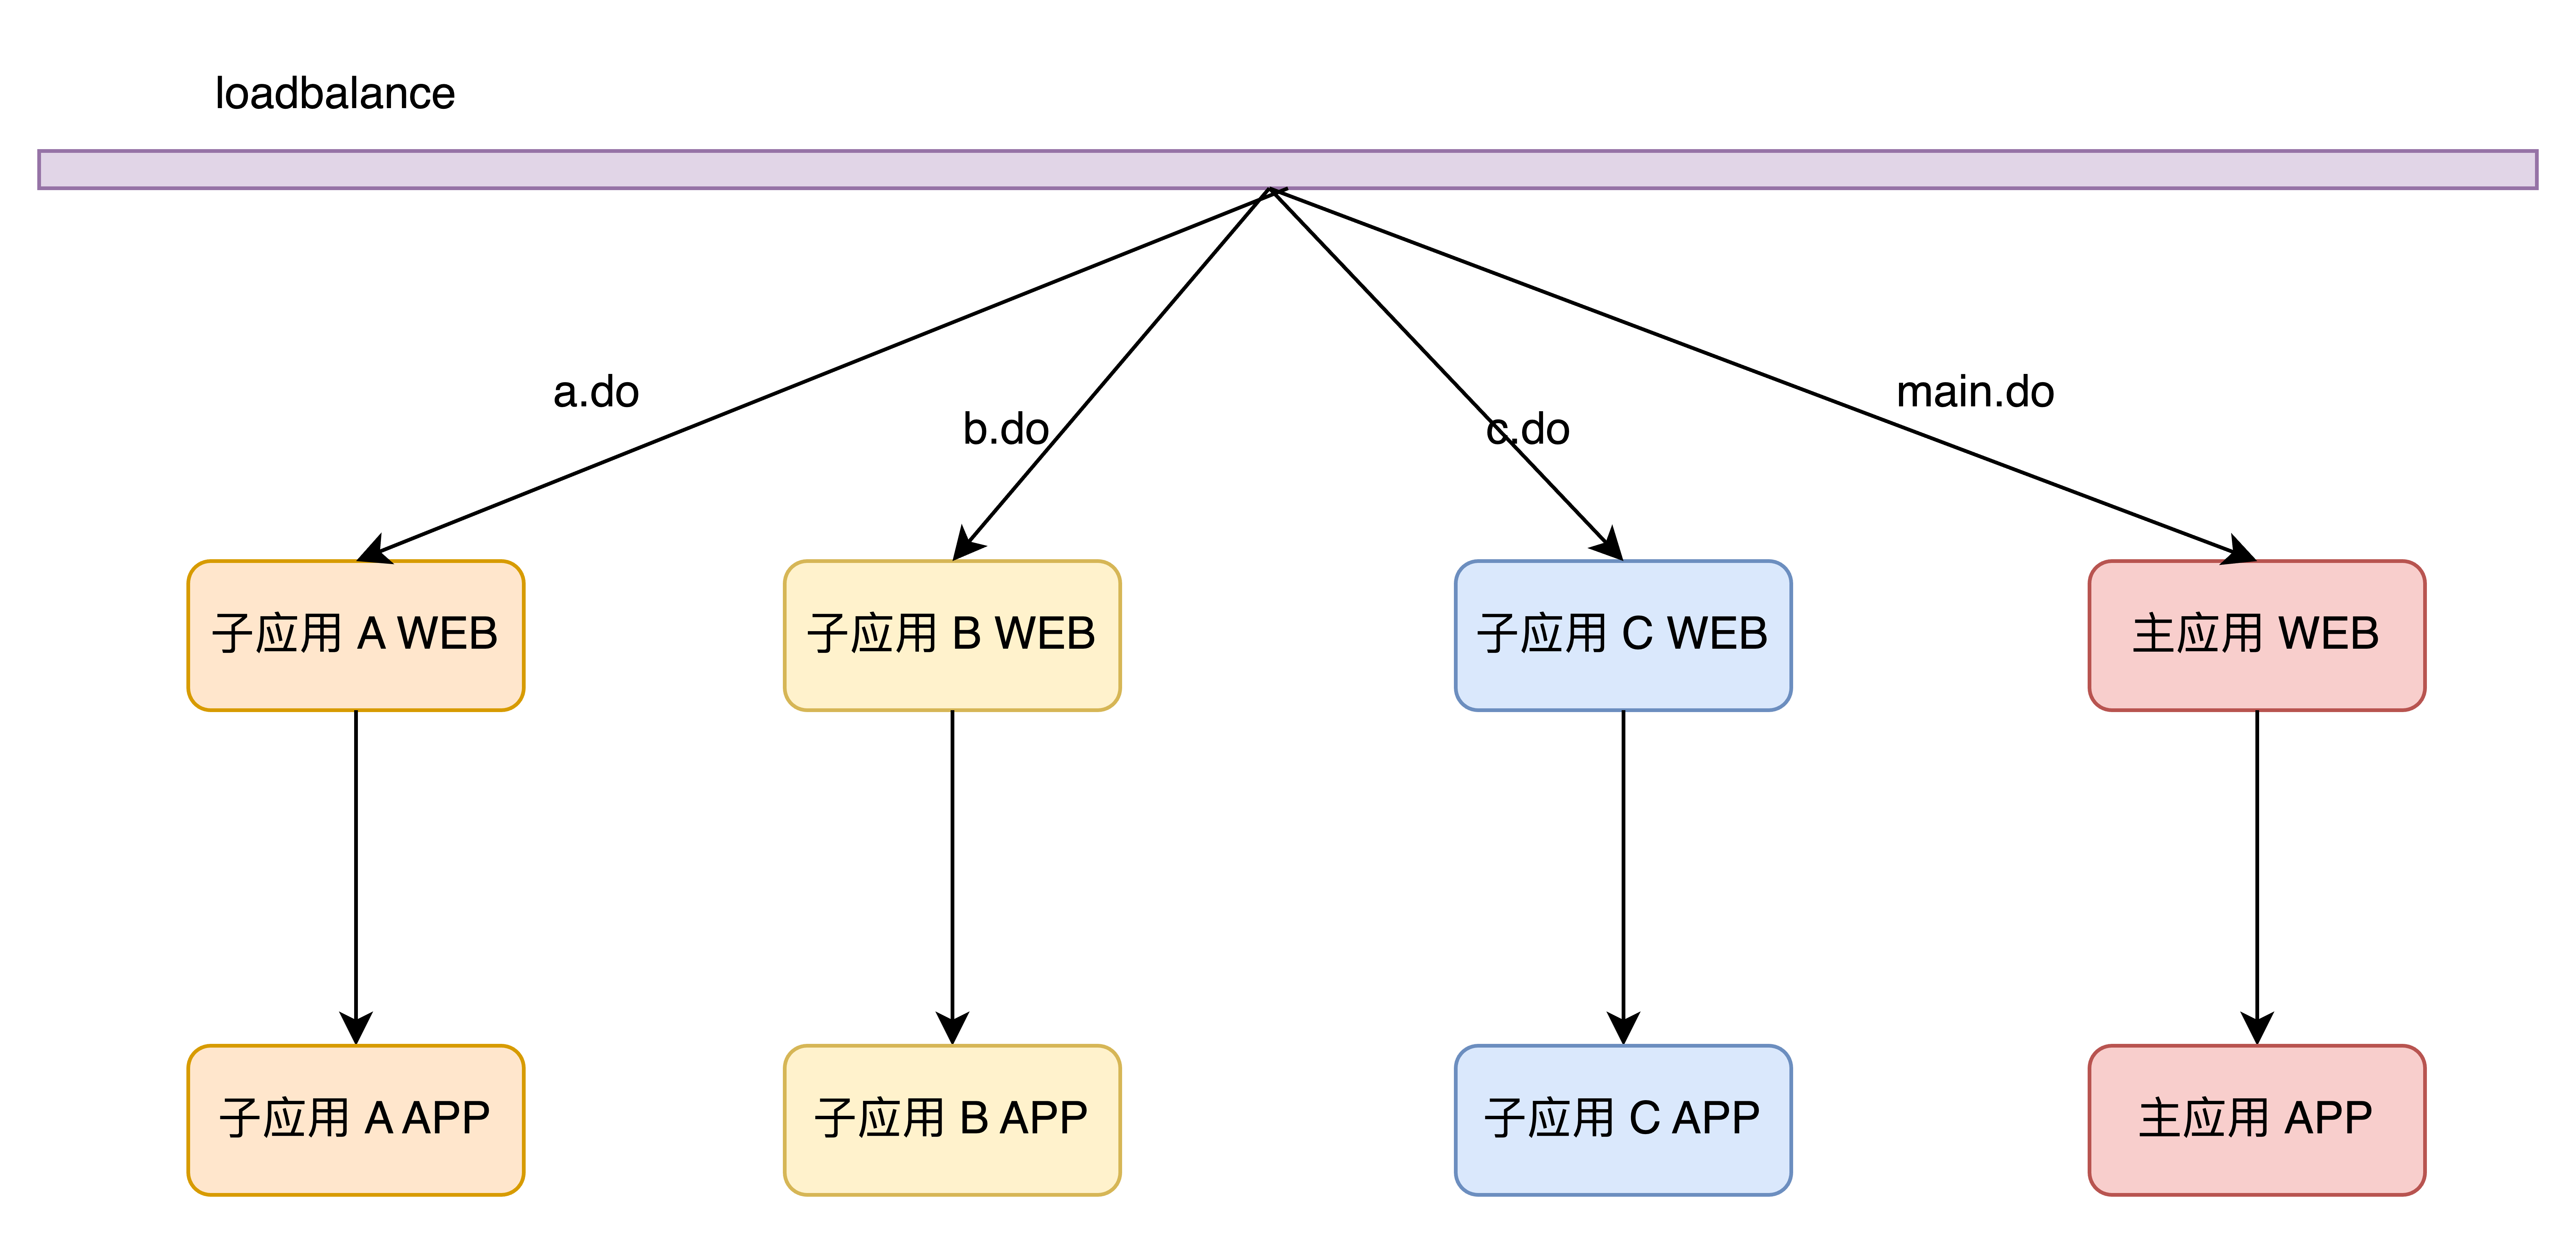 loadbalance
a.do
main.do
b.do
c.do
子应用 A WEB
子应用 B WEB
子应用 C WEB
主应用 WEB
子应用 A APP
子应用 B APP
子应用 C APP
主应用 APP